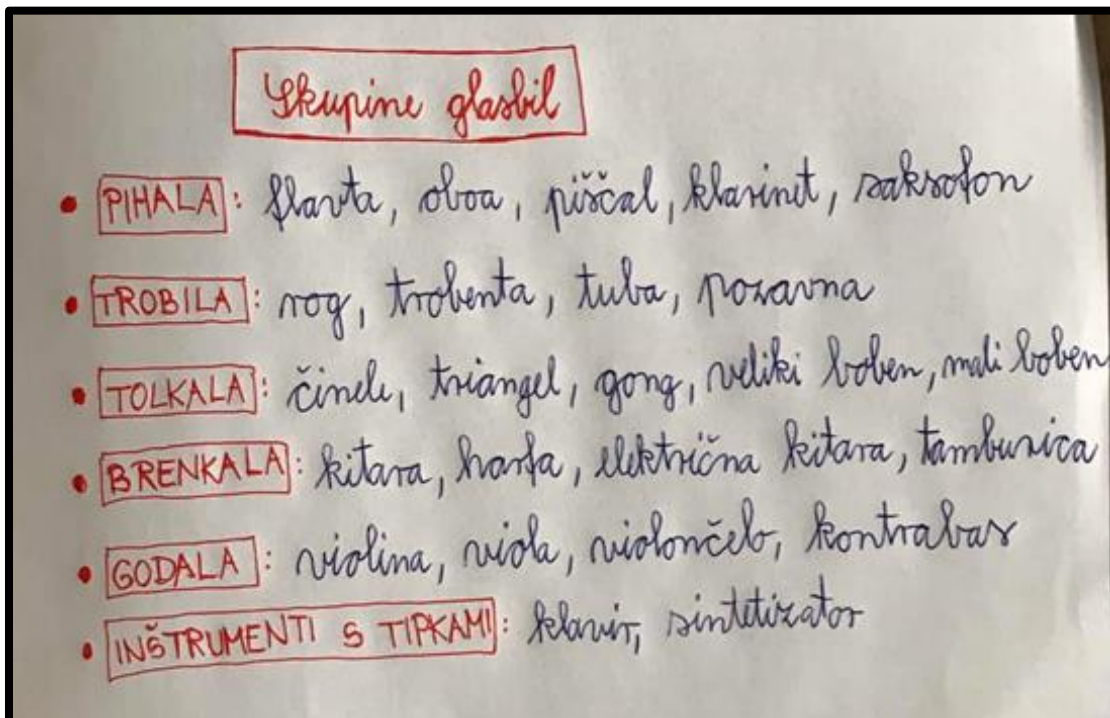 Skupine glasbil
• PIHALA: flavta, oboa, piščal, klarinet, saksofon
• TROBILA: rog, trobenta, tuba, pozavna
• TOLKALA: činele, triangel, gong, veliki boben, mali boben
• BRENKALA: kitara, harfa, električna kitara, tamburica
• GODALA: violina, viola, violončelo, kontrabas
• INŠTRUMENTI S TIPKAMI: klavir, sintetizator